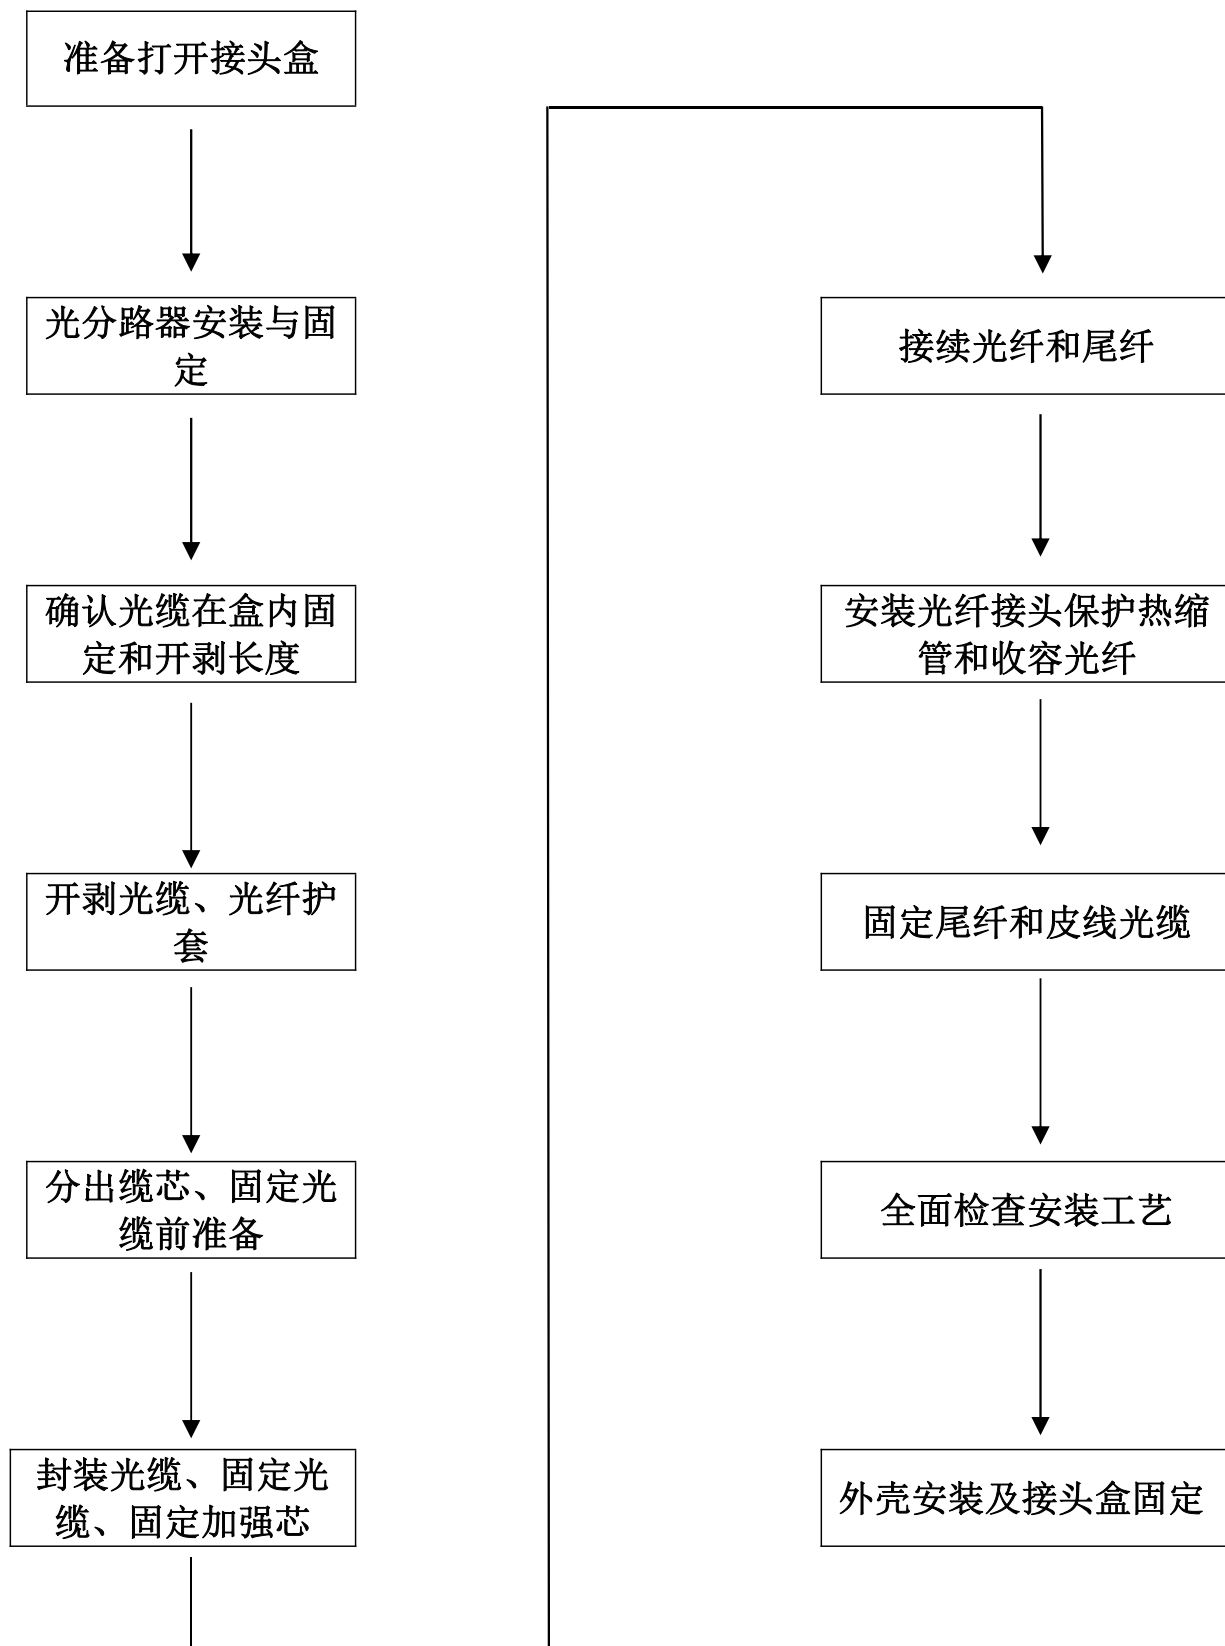 准备打开接头盒
光分路器安装与固
定
确认光缆在盒内固
定和开剥长度
开剥光缆、光纤护
套
分出缆芯、固定光
缆前准备
封装光缆、固定光
缆、固定加强芯
接续光纤和尾纤
安装光纤接头保护热缩
管和收容光纤
固定尾纤和皮线光缆
全面检查安装工艺
外壳安装及接头盒固定